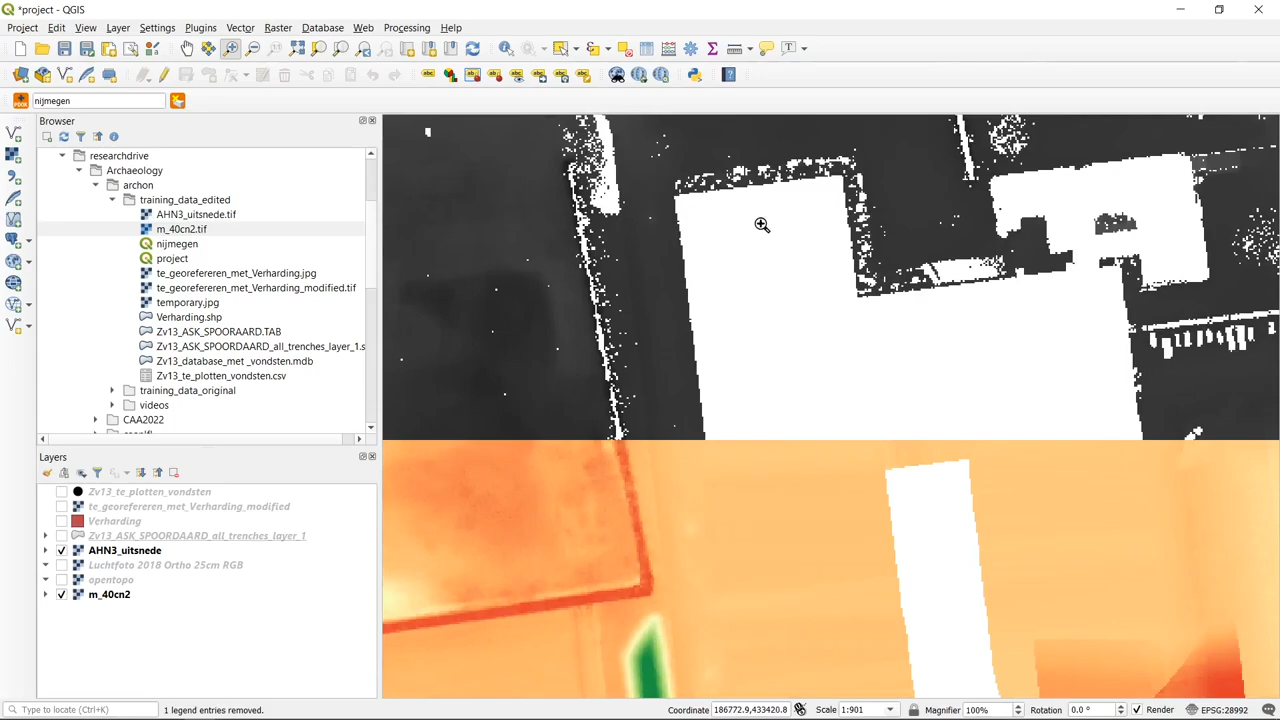 *project — QGIS
Project Edit View Layer Settings Plugins Vector Raster Database Web Processing Help
nijmegen
Browser
researchdrive
Archaeology
archon
training_data_edited
AHN3_uitsnede.tif
m_40cn2.tif
nijmegen
project
te_georefereren_met_Verharding.jpg
te_georefereren_met_Verharding_modified.tif
temporary.jpg
Verharding.shp
Zv13_ASK_SPOORAARD.TAB
Zv13_ASK_SPOORDAARD_all_trenches_layer_1.s
Zv13_database_met _vondsten.mdb
Zv13_te_plotten_vondsten.csv
training_data_original
videos
CAA2022
Layers
Zv13_te_plotten_vondsten
te_georefereren_met_Verharding_modified
Verharding
Zv13_ASK_SPOORDAARD_all_trenches_layer_1
AHN3_uitsnede
Luchtfoto 2018 Ortho 25cm RGB
opentopo
m_40cn2
Type to locate (Ctrl+K) 1 legend entries removed. Coordinate 186772.9,433420.8 Scale 1:901 Magnifier 100% Rotation 0.0 ° Render EPSG:28992